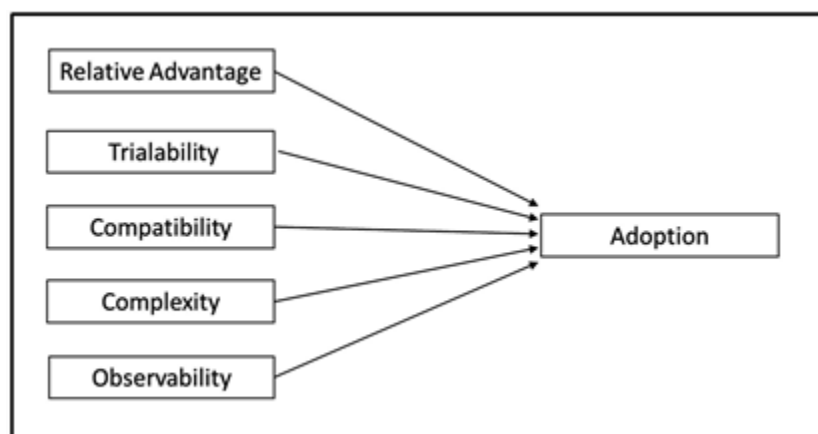 Relative Advantage
Trialability
Compatibility
Complexity
Observability
Adoption